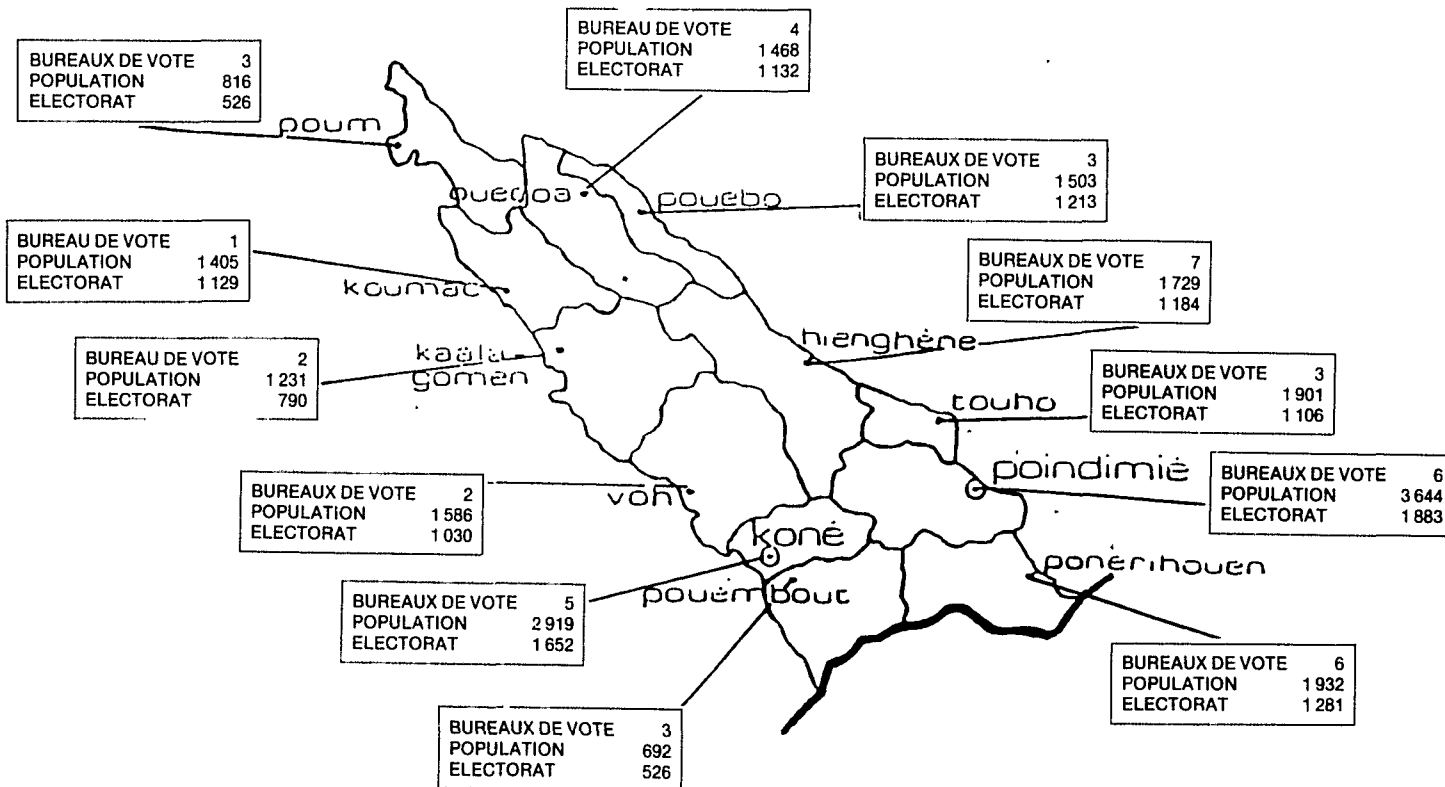 BUREAU DE VOTE 4
POPULATION 1 468
ELECTORAT 1 132
BUREAUX DE VOTE 3
POPULATION 816
ELECTORAT 526
poum
BUREAUX DE VOTE 3
POPULATION 1 503
ELECTORAT 1 213
ouegoa
pouebo
BUREAU DE VOTE 1
POPULATION 1 405
ELECTORAT 1 129
koumac
BUREAUX DE VOTE 7
POPULATION 1 729
ELECTORAT 1 184
hienghène
BUREAU DE VOTE 2
POPULATION 1 231
ELECTORAT 790
kaala
gomen
BUREAUX DE VOTE 3
POPULATION 1 901
ELECTORAT 1 106
touho
poindimié
BUREAUX DE VOTE 6
POPULATION 3 644
ELECTORAT 1 883
BUREAUX DE VOTE 2
POPULATION 1 586
ELECTORAT 1 030
voh
koné
ponérihouen
BUREAUX DE VOTE 5
POPULATION 2 919
ELECTORAT 1 652
pouémbout
BUREAUX DE VOTE 6
POPULATION 1 932
ELECTORAT 1 281
BUREAUX DE VOTE 3
POPULATION 692
ELECTORAT 526